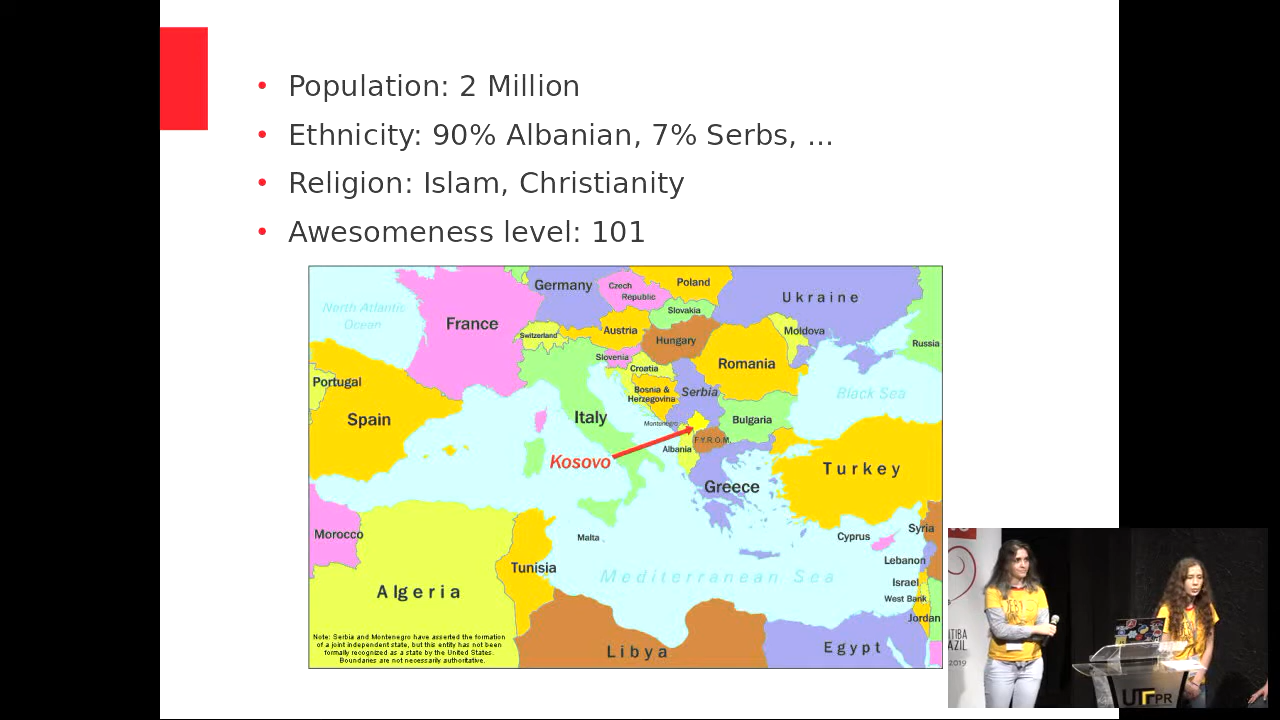 • Population: 2 Million
• Ethnicity: 90% Albanian, 7% Serbs, ...
• Religion: Islam, Christianity
• Awesomeness level: 101
Germany
Czech
Republic
Poland
Ukraine
North Atlantic
Ocean
France
Slovakia
Switzerland
Austria
Hungary
Moldova
Russia
Slovenia
Croatia
Romania
Portugal
Spain
Italy
Bosnia &
Herzegovina
Serbia
Black Sea
Montenegro
Bulgaria
F.Y.R.O.M.
Albania
Kosovo
Turkey
Greece
Morocco
Malta
Cyprus
Syria
Tunisia
Mediterranean Sea
Lebanon
Israel
West Bank
Algeria
Jordan
Libya
Egypt
Note: Serbia and Montenegro have asserted the formation
of a joint independent state, but this entity has not been
formally recognized as a state by the United States.
Boundaries are not necessarily authoritative.
2019
UTFPR